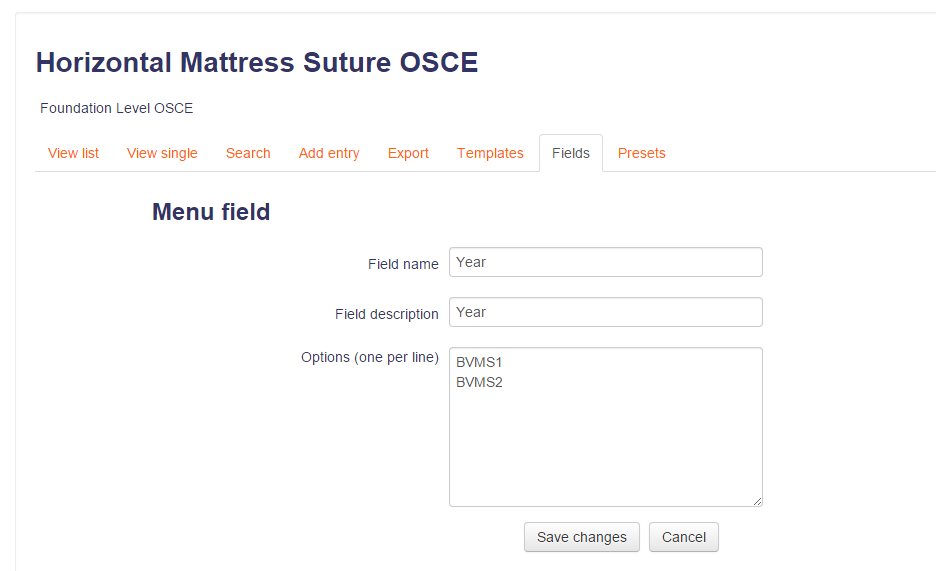 Horizontal Mattress Suture OSCE
Foundation Level OSCE
View list View single Search Add entry Export Templates Fields Presets
Menu field
Field name Year
Field description Year
Options (one per line) BVMS1
BVMS2
Save changes Cancel